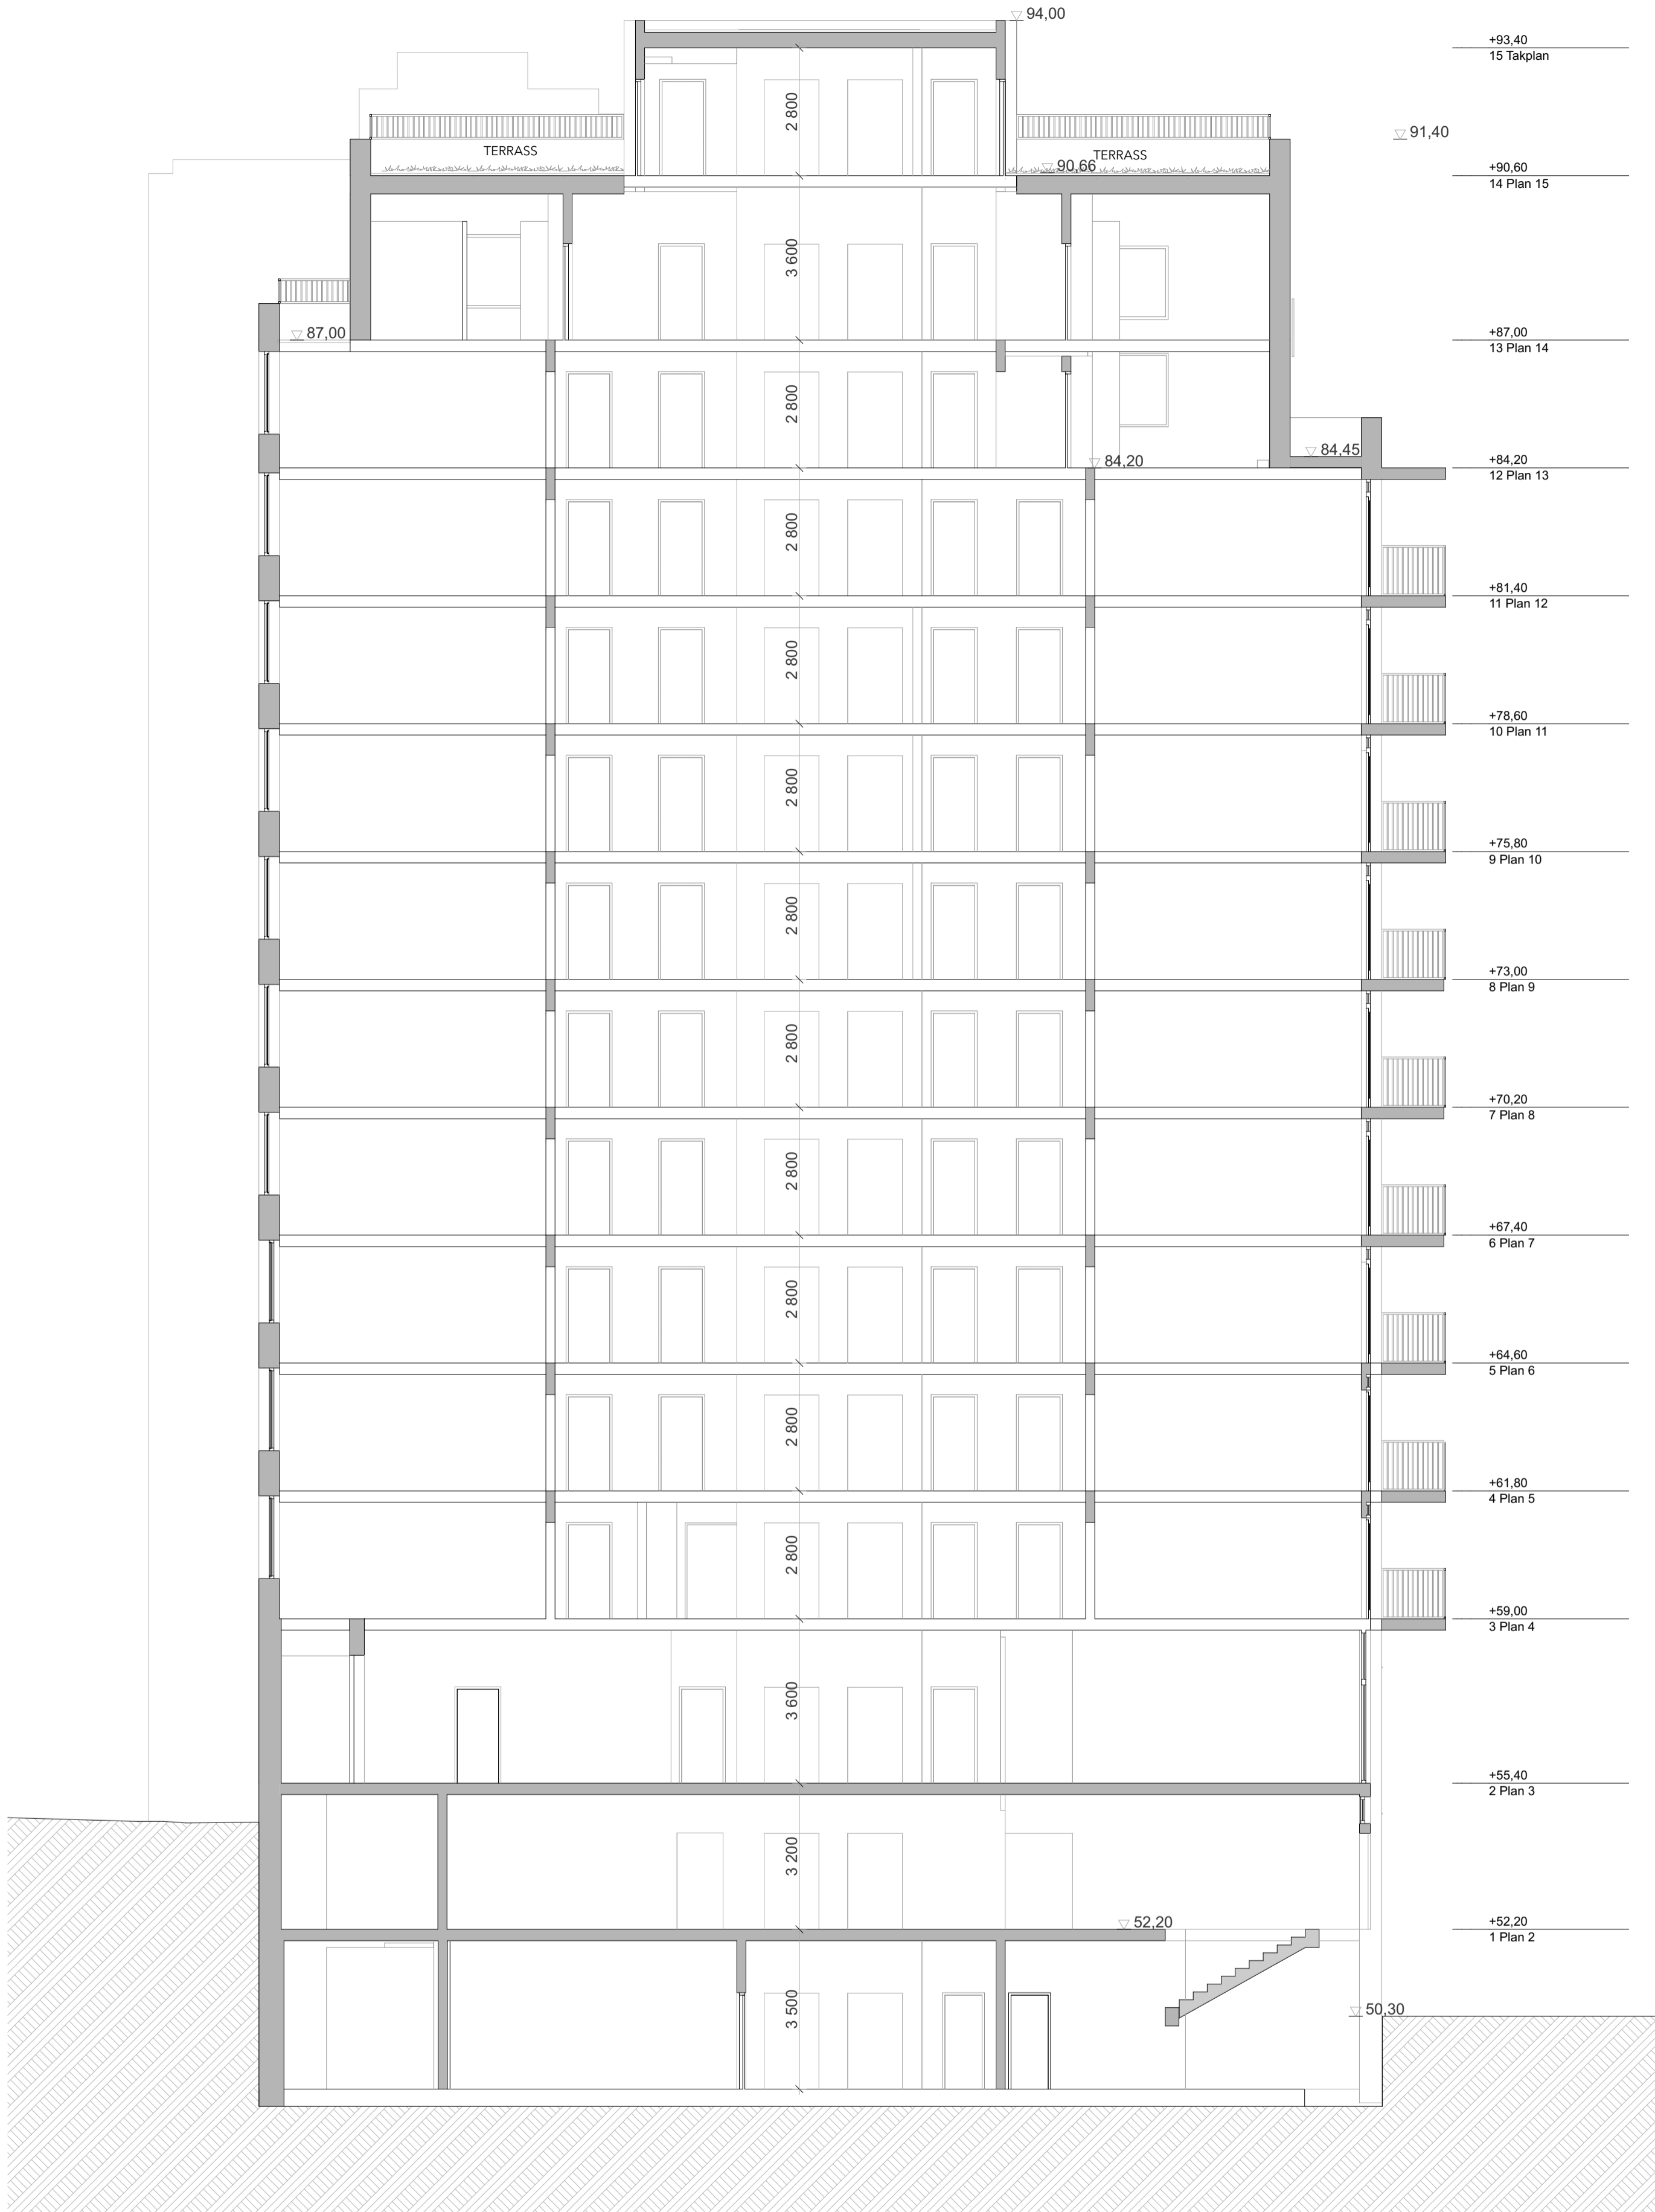 94,00
+93,40
15 Takplan
2 800
91,40
TERRASS
TERRASS
90,66
+90,60
14 Plan 15
3 600
87,00
+87,00
13 Plan 14
2 800
84,45
84,20
+84,20
12 Plan 13
2 800
+81,40
11 Plan 12
2 800
+78,60
10 Plan 11
2 800
+75,80
9 Plan 10
2 800
+73,00
8 Plan 9
2 800
+70,20
7 Plan 8
2 800
+67,40
6 Plan 7
2 800
+64,60
5 Plan 6
2 800
+61,80
4 Plan 5
2 800
+59,00
3 Plan 4
3 600
+55,40
2 Plan 3
3 200
52,20
+52,20
1 Plan 2
3 500
50,30